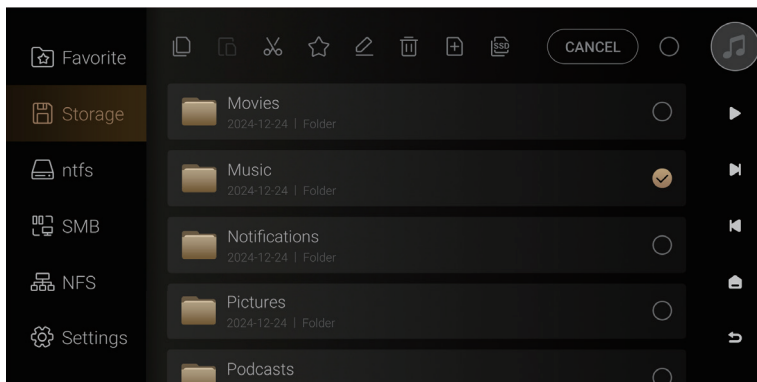 Favorite
Storage
ntfs
SMB
NFS
Settings
SSD
CANCEL
Movies
2024-12-24 | Folder
Music
2024-12-24 | Folder
Notifications
2024-12-24 | Folder
Pictures
2024-12-24 | Folder
Podcasts